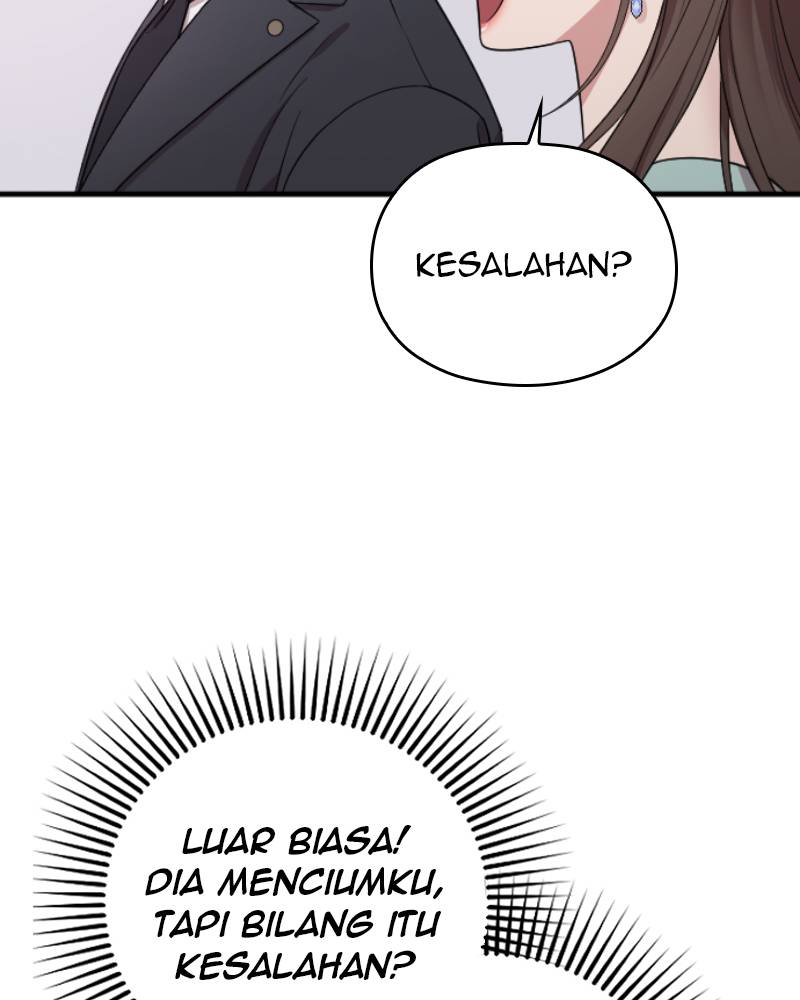 KESALAHAN?
LUAR BIASA!
DIA MENCIUMKU,
TAPI BILANG ITU
KESALAHAN?